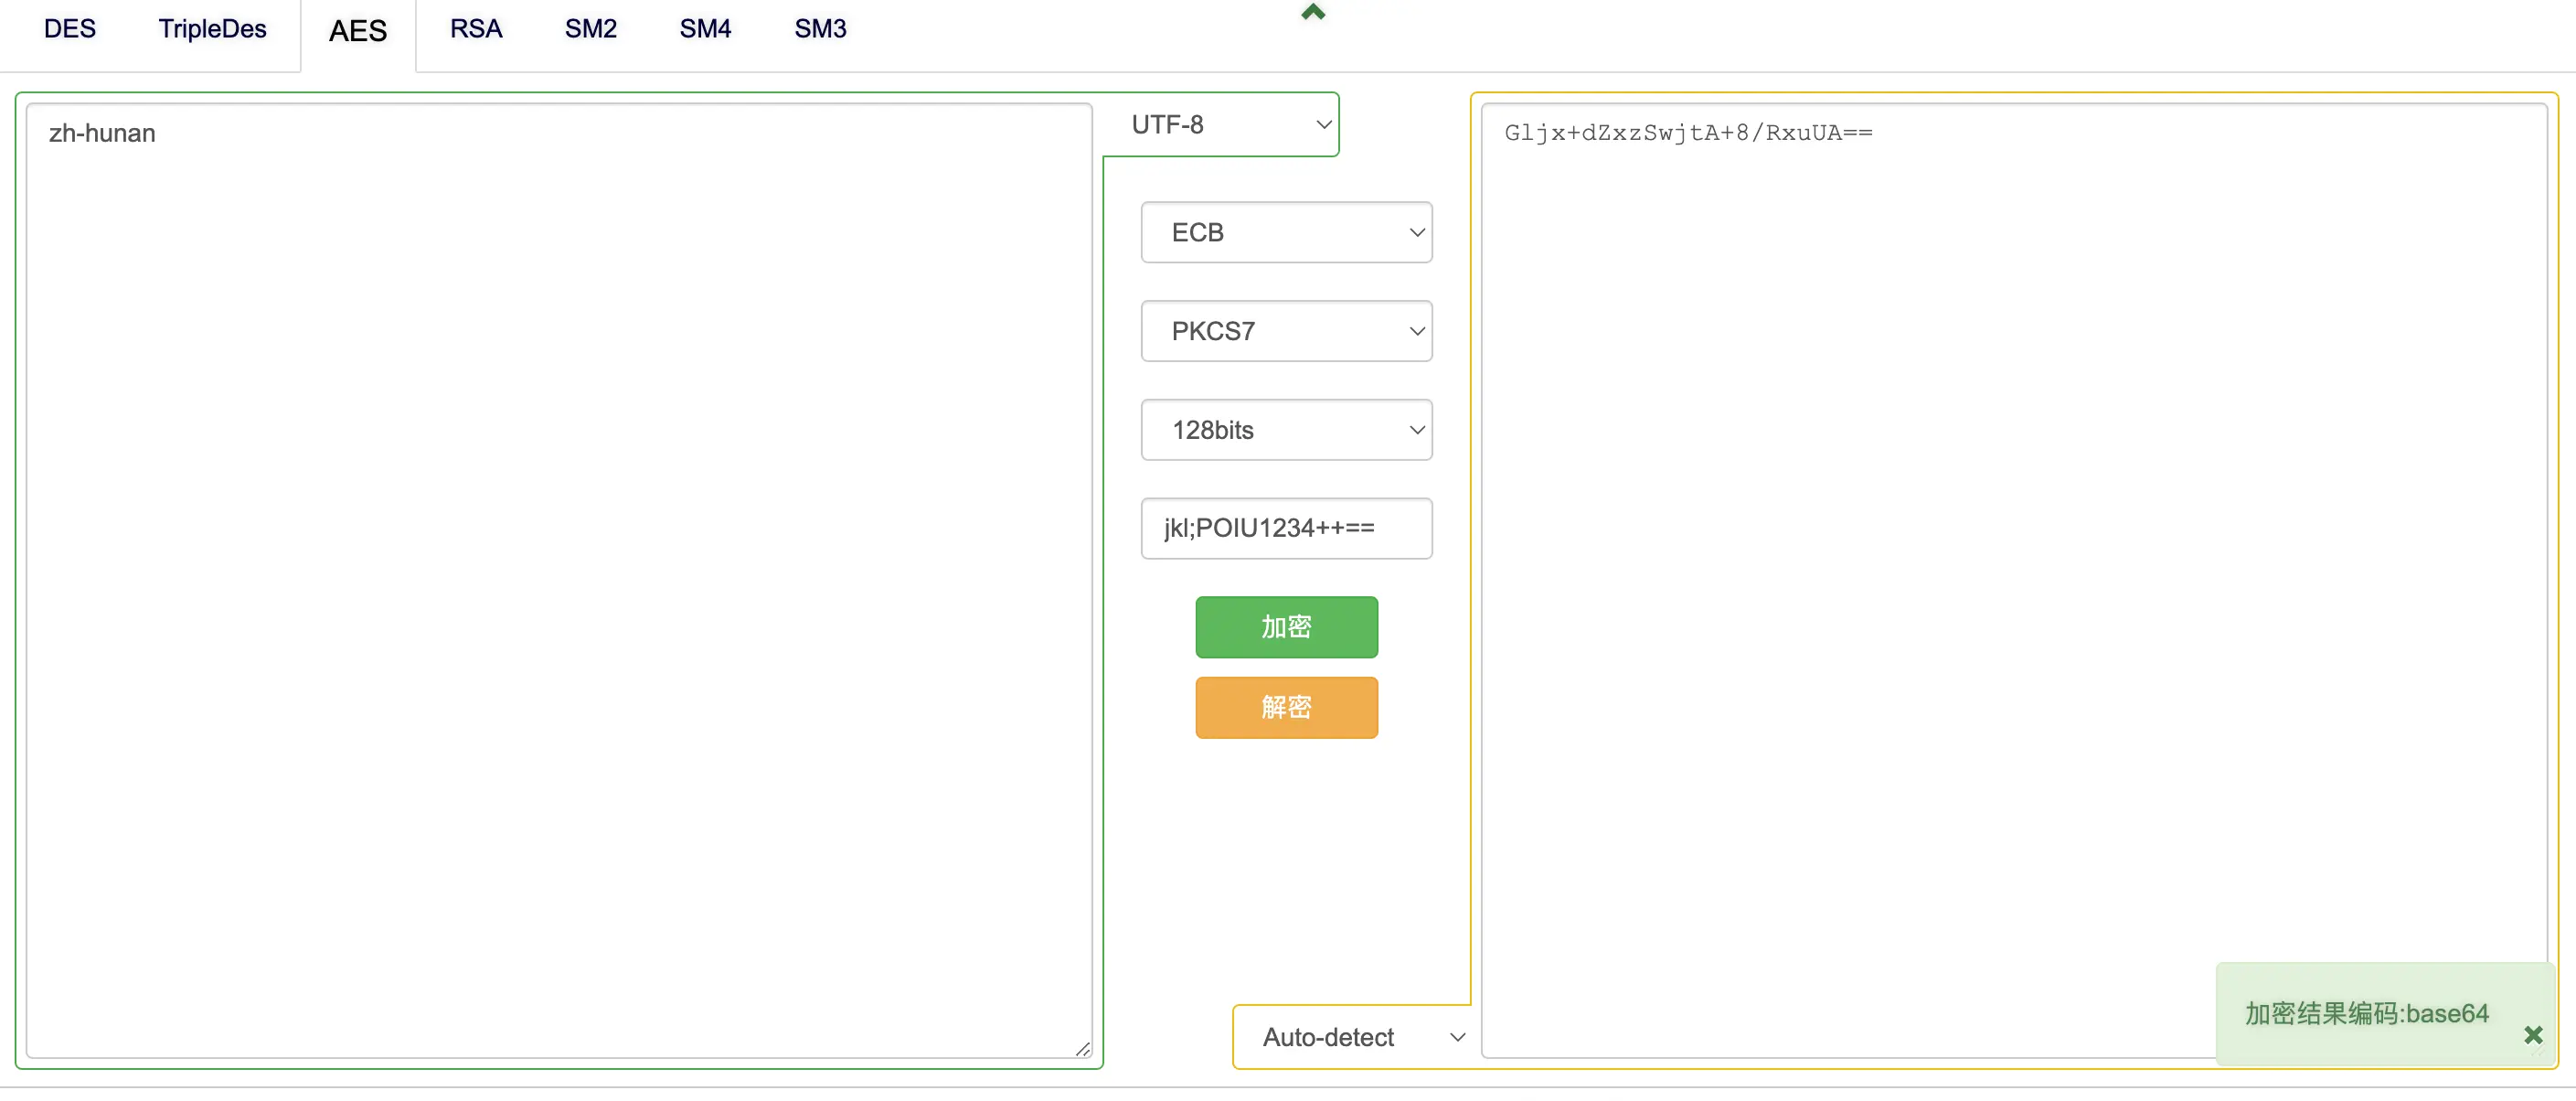 DES TripleDes AES RSA SM2 SM4 SM3
zh-hunan
UTF-8
ECB
PKCS7
128bits
jkl;POIU1234++==
加密
解密
Auto-detect
Gljx+dZxzSwjtA+8/RxuUA==
加密结果编码:base64